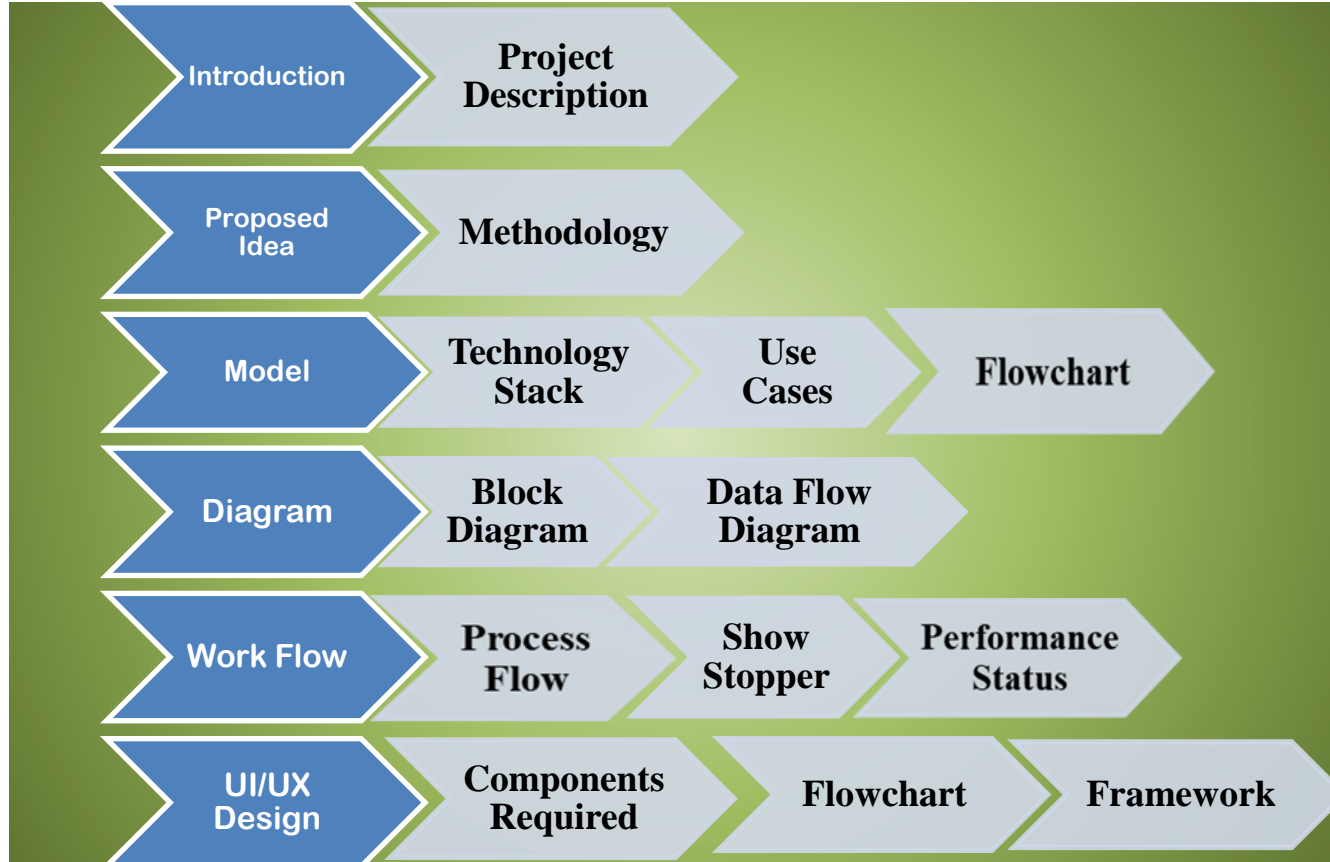 Introduction
Project
Description
Proposed
Idea
Methodology
Model
Technology
Stack
Use
Cases
Flowchart
Diagram
Block
Diagram
Data Flow
Diagram
Work Flow
Process
Flow
Show
Stopper
Performance
Status
UI/UX
Design
Components
Required
Flowchart
Framework